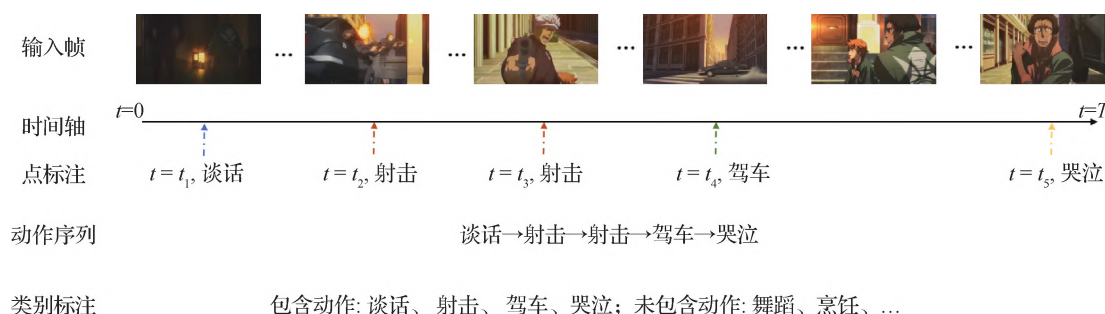 输入帧
... ... ... ... ...
时间轴 t=0 t=T
点标注 t = t1, 谈话 t = t2, 射击 t = t3, 射击 t = t4, 驾车 t = t5, 哭泣
动作序列 谈话→射击→射击→驾车→哭泣
类别标注 包含动作: 谈话、 射击、 驾车、哭泣；未包含动作: 舞蹈、烹饪、…